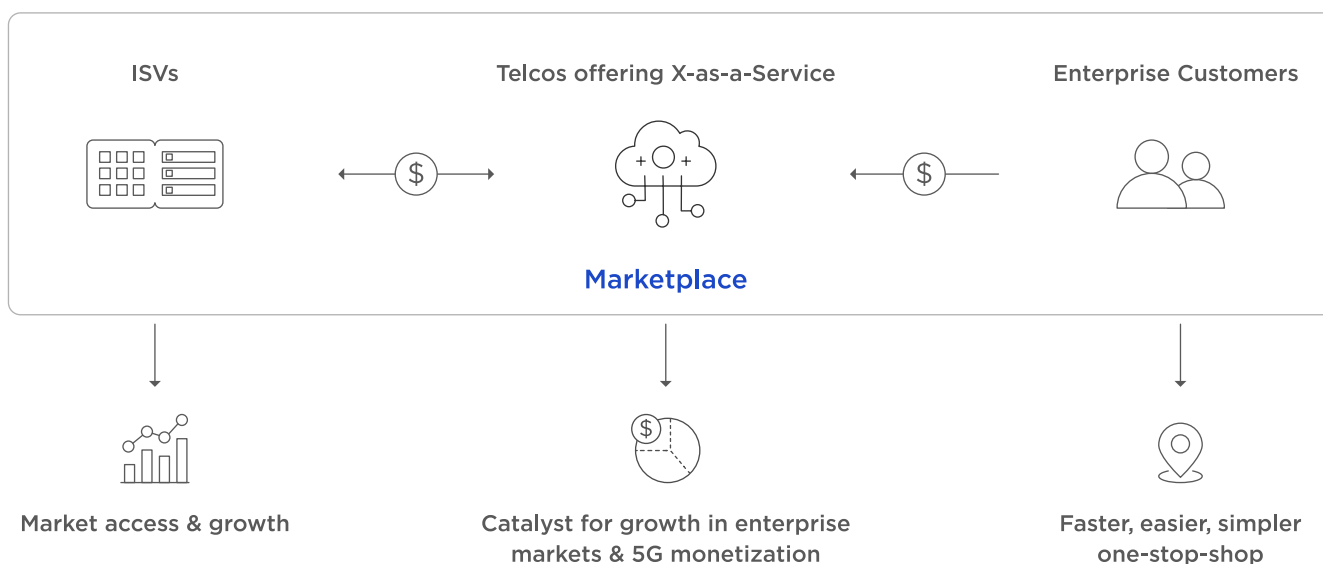 ISVs
Telcos offering X-as-a-Service
Enterprise Customers
$
$
Marketplace
$
Market access & growth
Catalyst for growth in enterprise
markets & 5G monetization
Faster, easier, simpler
one-stop-shop